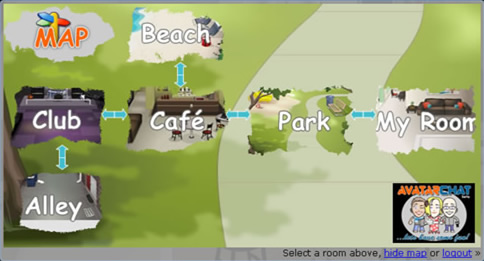 MAP
Beach
Club
Café
Park
My Room
Alley
AVATARCHAT
Select a room above, hide map or logout »